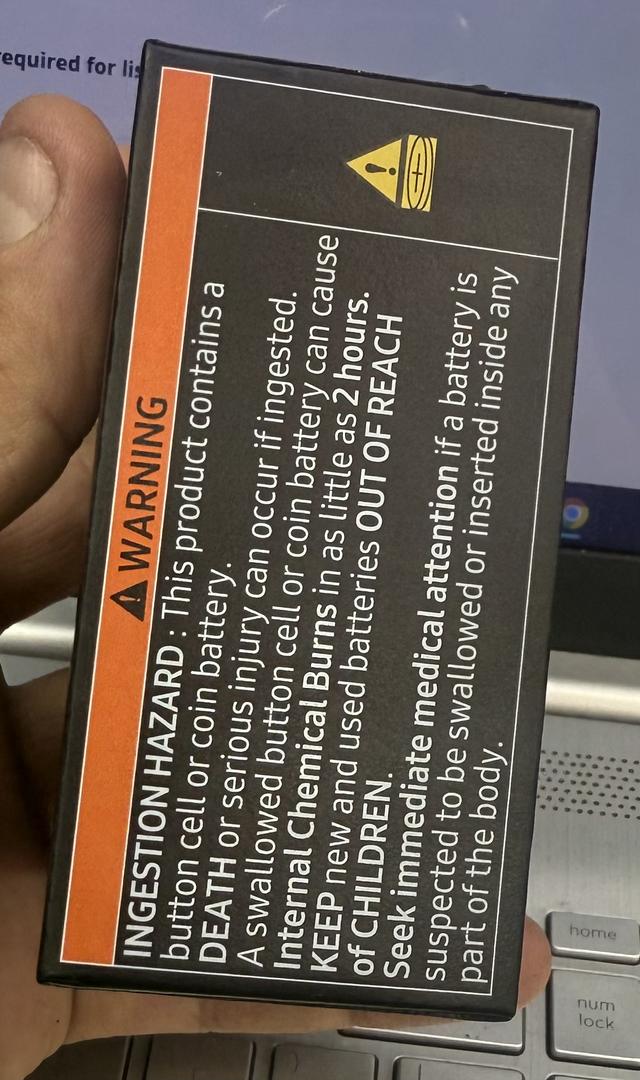 required for lis
⚠ WARNING
INGESTION HAZARD : This product contains a
button cell or coin battery.
DEATH or serious injury can occur if ingested.
A swallowed button cell or coin battery can cause
Internal Chemical Burns in as little as 2 hours.
KEEP new and used batteries OUT OF REACH
of CHILDREN.
Seek immediate medical attention if a battery is
suspected to be swallowed or inserted inside any
part of the body.
home
num
lock